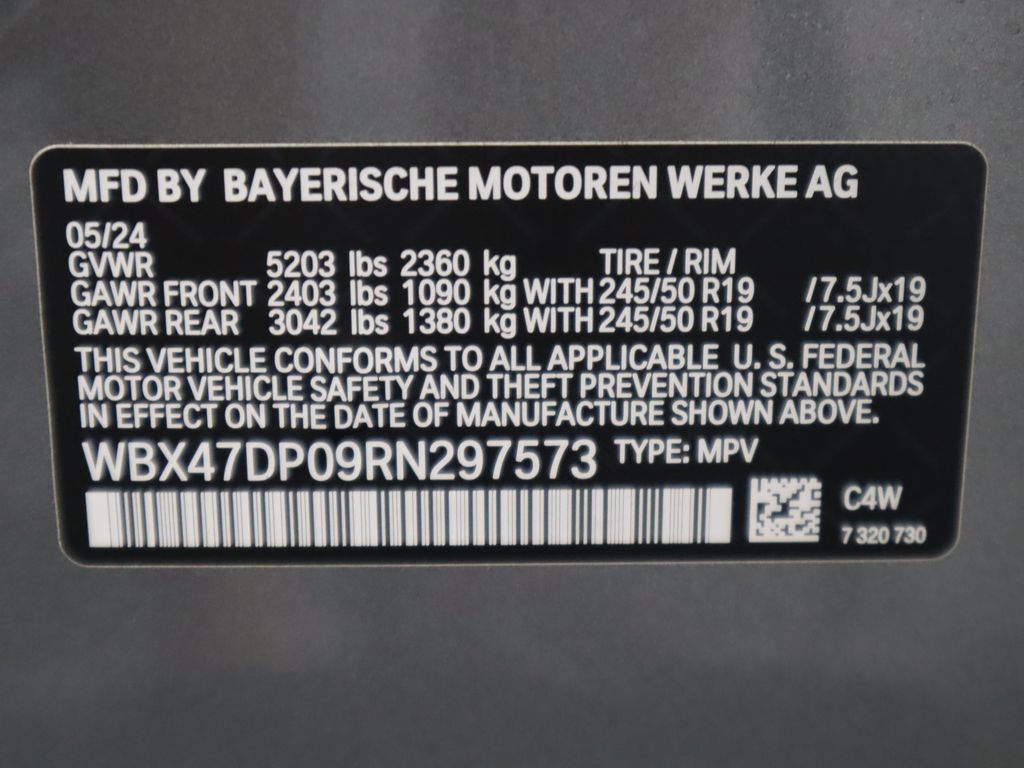 MFD BY BAYERISCHE MOTOREN WERKE AG
05/24
GVWR 5203 lbs 2360 kg TIRE / RIM
GAWR FRONT 2403 lbs 1090 kg WITH 245/50 R19 /7.5Jx19
GAWR REAR 3042 lbs 1380 kg WITH 245/50 R19 /7.5Jx19
THIS VEHICLE CONFORMS TO ALL APPLICABLE U. S. FEDERAL
MOTOR VEHICLE SAFETY AND THEFT PREVENTION STANDARDS
IN EFFECT ON THE DATE OF MANUFACTURE SHOWN ABOVE.
WBX47DP09RN297573 TYPE: MPV
C4W
7 320 730